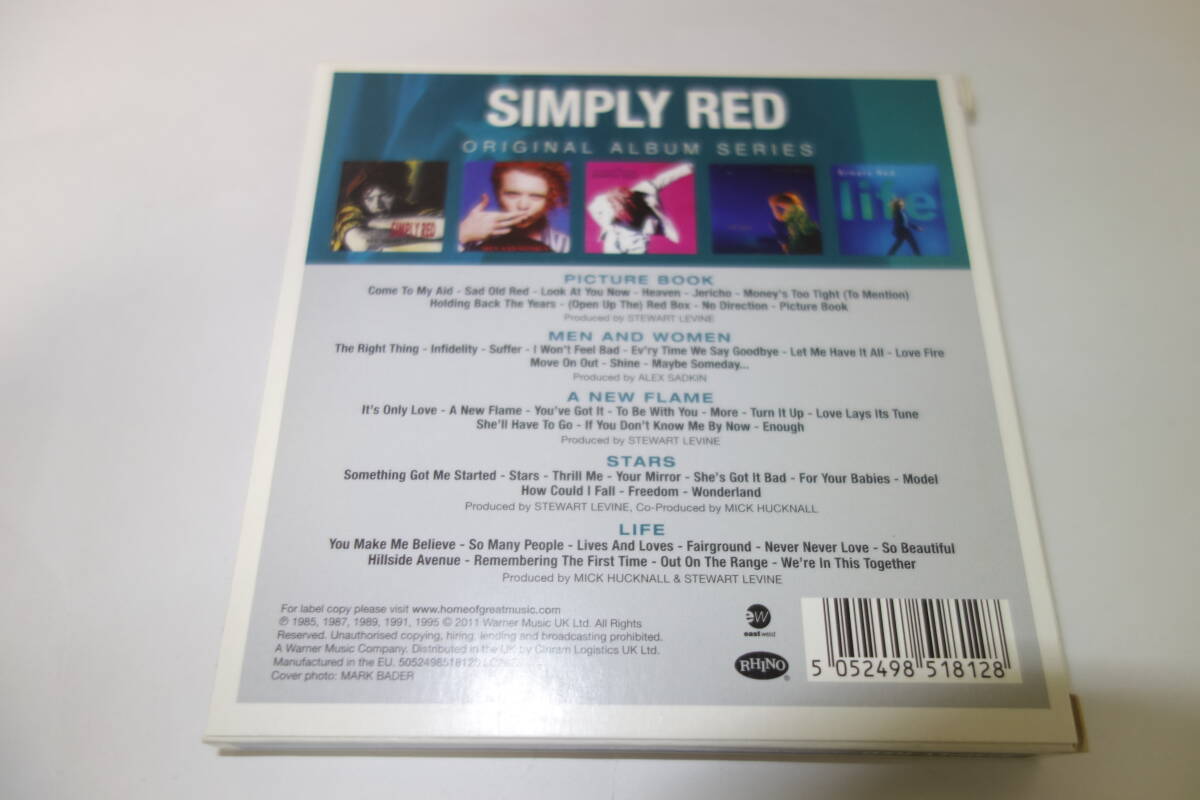 SIMPLY RED
ORIGINAL ALBUM SERIES
SIMPLY RED
MEN AND WOMEN
Simply Red
life
PICTURE BOOK
Come To My Aid - Sad Old Red - Look At You Now - Heaven - Jericho - Money's Too Tight (To Mention)
Holding Back The Years - (Open Up The) Red Box - No Direction - Picture Book
Produced by STEWART LEVINE
MEN AND WOMEN
The Right Thing - Infidelity - Suffer - I Won't Feel Bad - Ev'ry Time We Say Goodbye - Let Me Have It All - Love Fire
Move On Out - Shine - Maybe Someday...
Produced by ALEX SADKIN
A NEW FLAME
It's Only Love - A New Flame - You've Got It - To Be With You - More - Turn It Up - Love Lays Its Tune
She'll Have To Go - If You Don't Know Me By Now - Enough
Produced by STEWART LEVINE
STARS
Something Got Me Started - Stars - Thrill Me - Your Mirror - She's Got It Bad - For Your Babies - Model
How Could I Fall - Freedom - Wonderland
Produced by STEWART LEVINE, Co-Produced by MICK HUCKNALL
LIFE
You Make Me Believe - So Many People - Lives And Loves - Fairground - Never Never Love - So Beautiful
Hillside Avenue - Remembering The First Time - Out On The Range - We're In This Together
Produced by MICK HUCKNALL & STEWART LEVINE
For label copy please visit www.homeofgreatmusic.com
℗ 1985, 1987, 1989, 1991, 1995 © 2011 Warner Music UK Ltd. All Rights
Reserved. Unauthorised copying, hiring, lending and broadcasting prohibited.
A Warner Music Company. Distributed in the UK by Cinram Logistics UK Ltd.
Manufactured in the EU. 5052498518128
Cover photo: MARK BADER
ew
eastwest
RHINO®
5 052498 518128